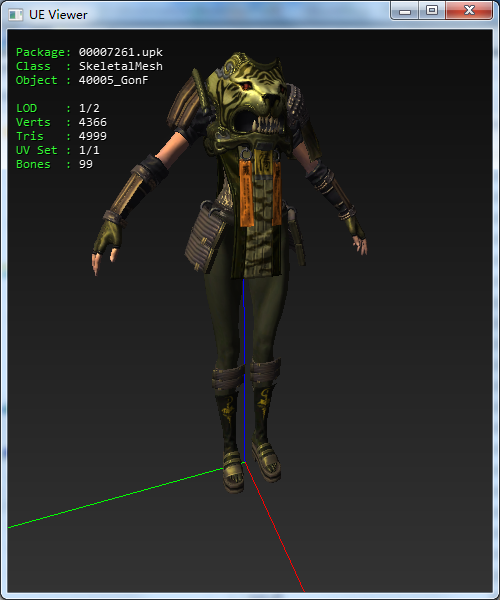 UE Viewer
Package: 00007261.upk
Class : SkeletalMesh
Object : 40005_GonF
LOD : 1/2
Verts : 4366
Tris : 4999
UV Set : 1/1
Bones : 99